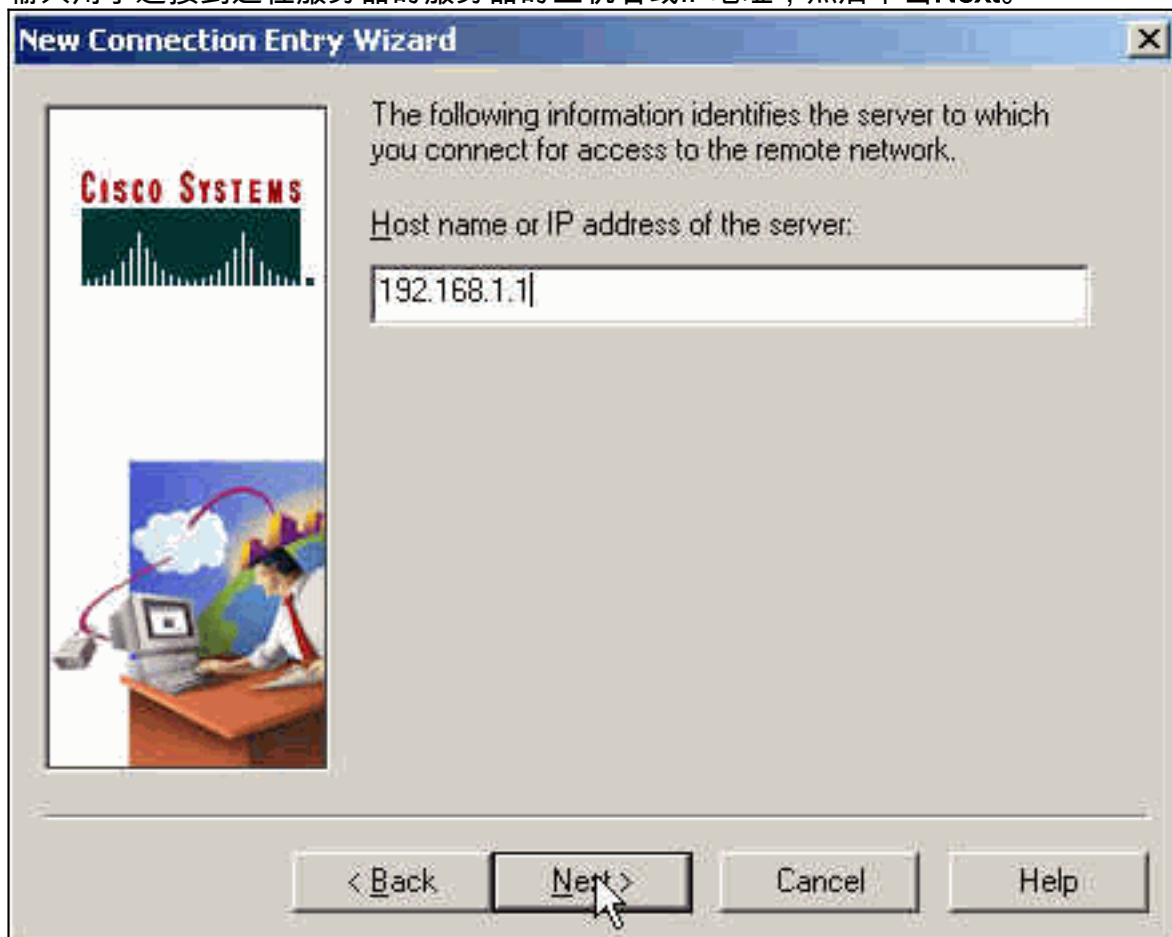 New Connection Entry Wizard
CISCO SYSTEMS
The following information identifies the server to which
you connect for access to the remote network.
Host name or IP address of the server:
192.168.1.1
< Back
Next >
Cancel
Help